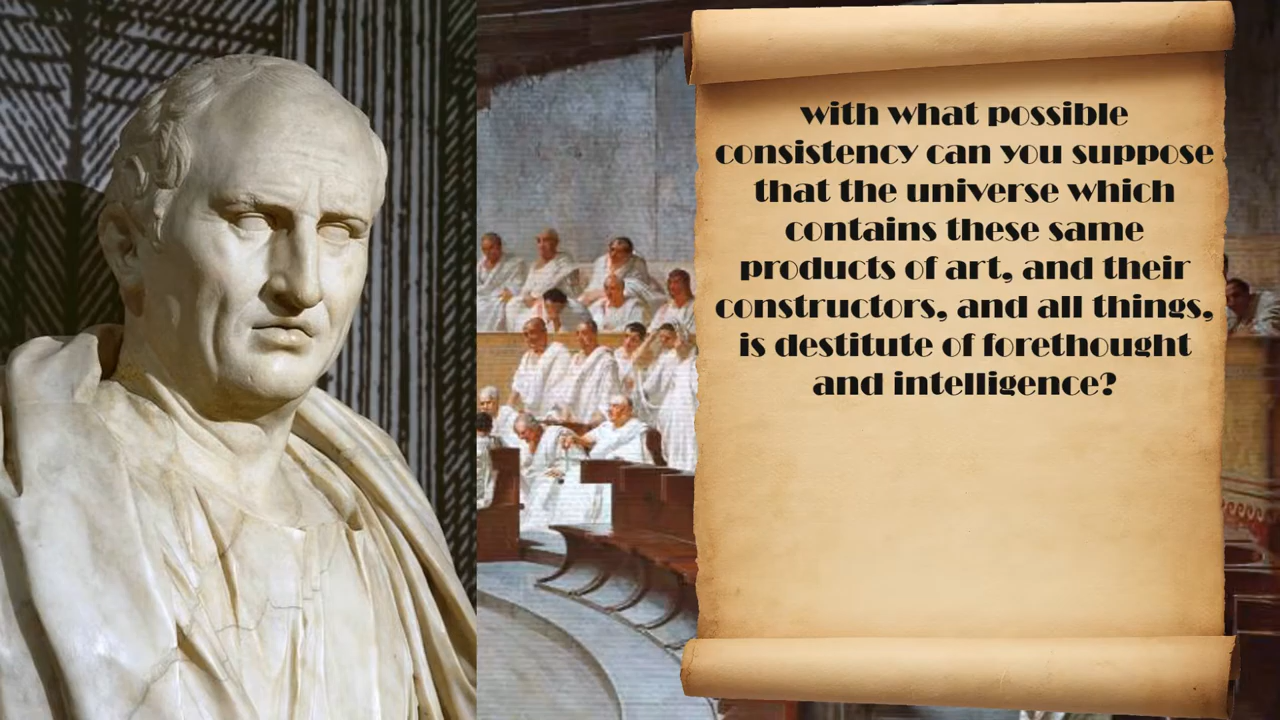 with what possible
consistency can you suppose
that the universe which
contains these same
products of art, and their
constructors, and all things,
is destitute of forethought
and intelligence?